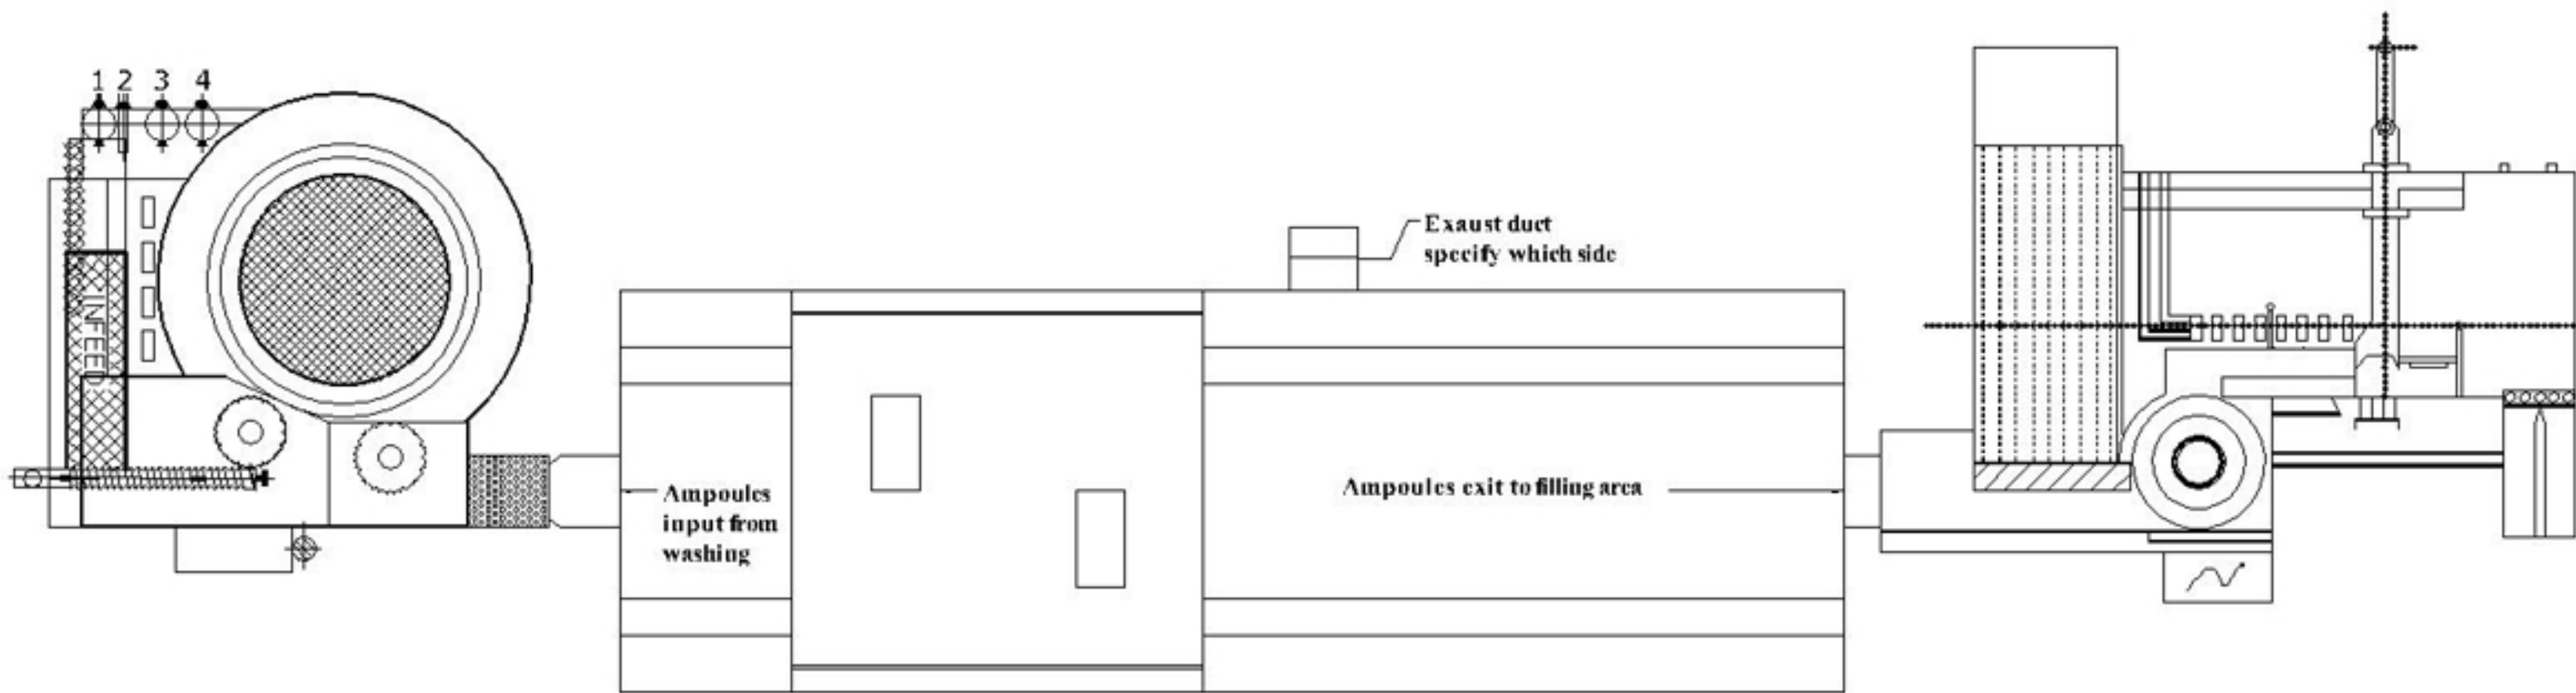 1 2 3 4
INFEED
Exaust duct
specify which side
Ampoules
input from
washing
Ampoules exit to filling area